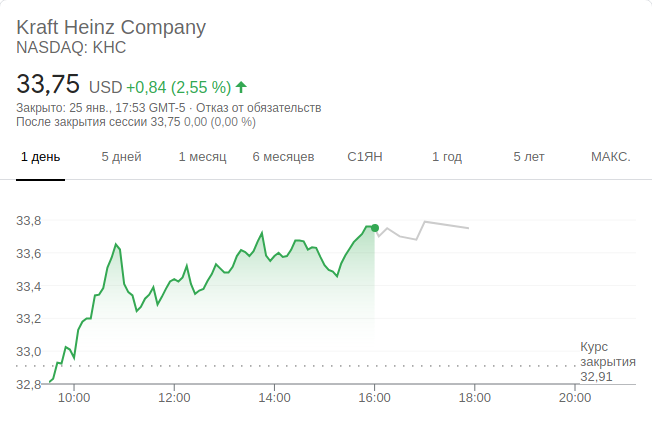 Kraft Heinz Company
NASDAQ: KHC
33,75 USD +0,84 (2,55 %)
Закрыто: 25 янв., 17:53 GMT-5 · Отказ от обязательств
После закрытия сессии 33,75 0,00 (0,00 %)
1 день 5 дней 1 месяц 6 месяцев С1ЯН 1 год 5 лет МАКС.
33,8
33,6
33,4
33,2
33,0
32,8
Курс
закрытия
32,91
10:00 12:00 14:00 16:00 18:00 20:00